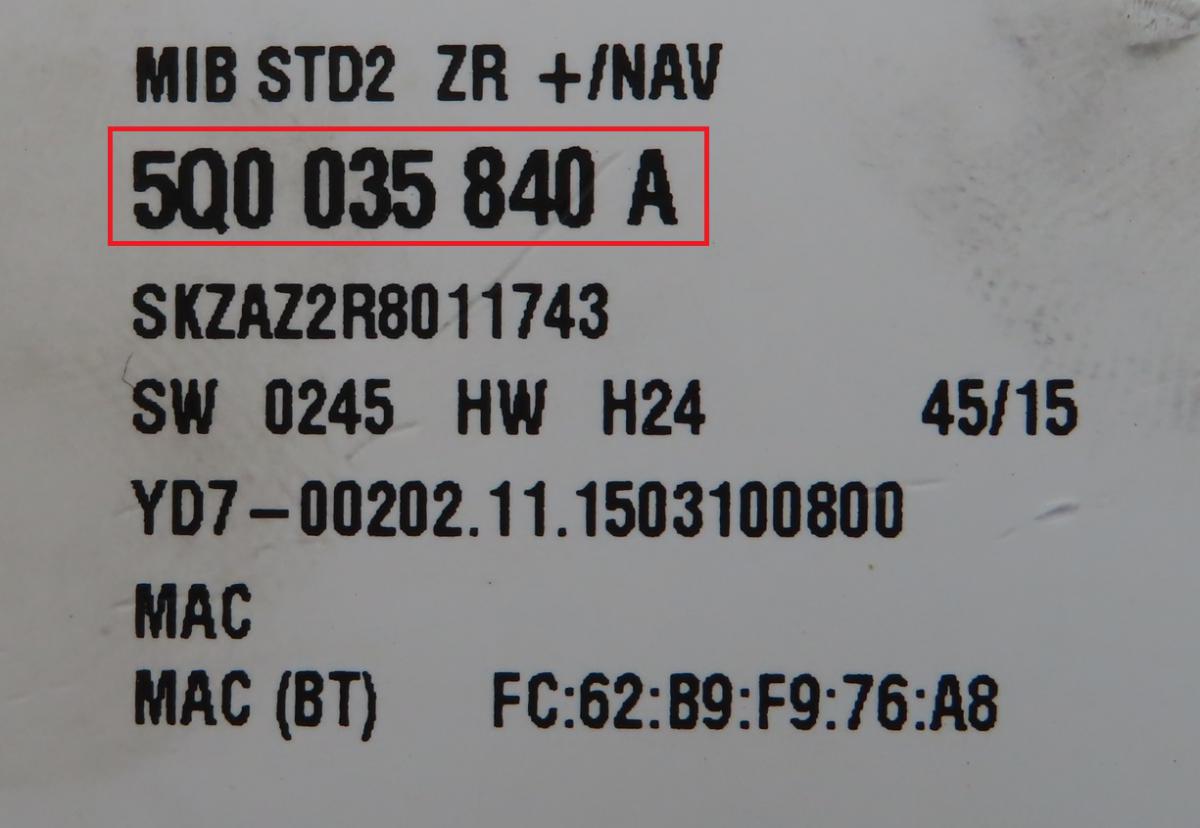 MIB STD2 ZR +/NAV
5Q0 035 840 A
SKZAZ2R8011743
SW 0245 HW H24 45/15
YD7-00202.11.1503100800
MAC
MAC (BT) FC:62:B9:F9:76:A8